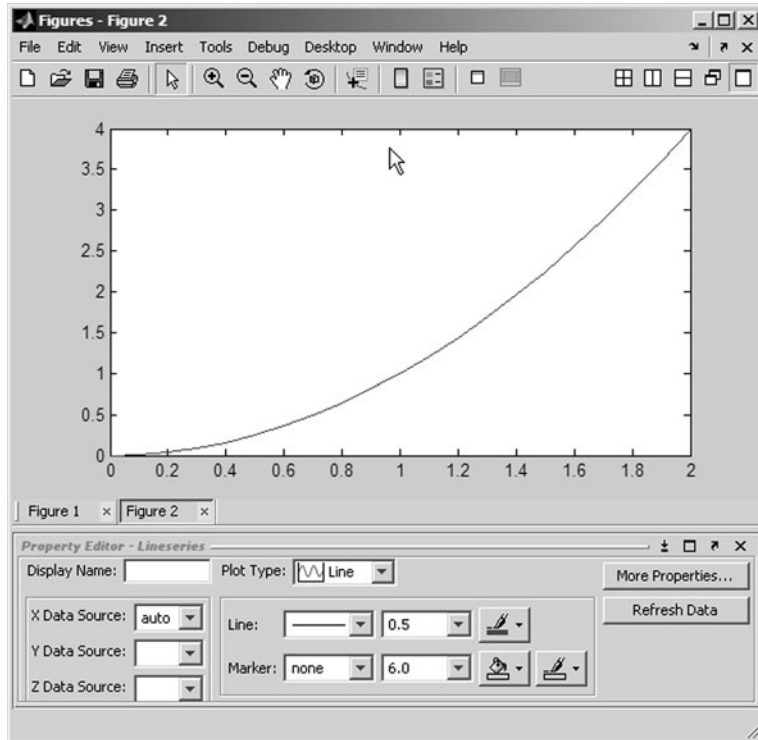 Figures - Figure 2
File Edit View Insert Tools Debug Desktop Window Help
4
3.5
3
2.5
2
1.5
1
0.5
0
0 0.2 0.4 0.6 0.8 1 1.2 1.4 1.6 1.8 2
Figure 1 Figure 2
Property Editor - Lineseries
Display Name: Plot Type: Line More Properties...
X Data Source: auto Line: 0.5 Refresh Data
Y Data Source:
Marker: none 6.0
Z Data Source: